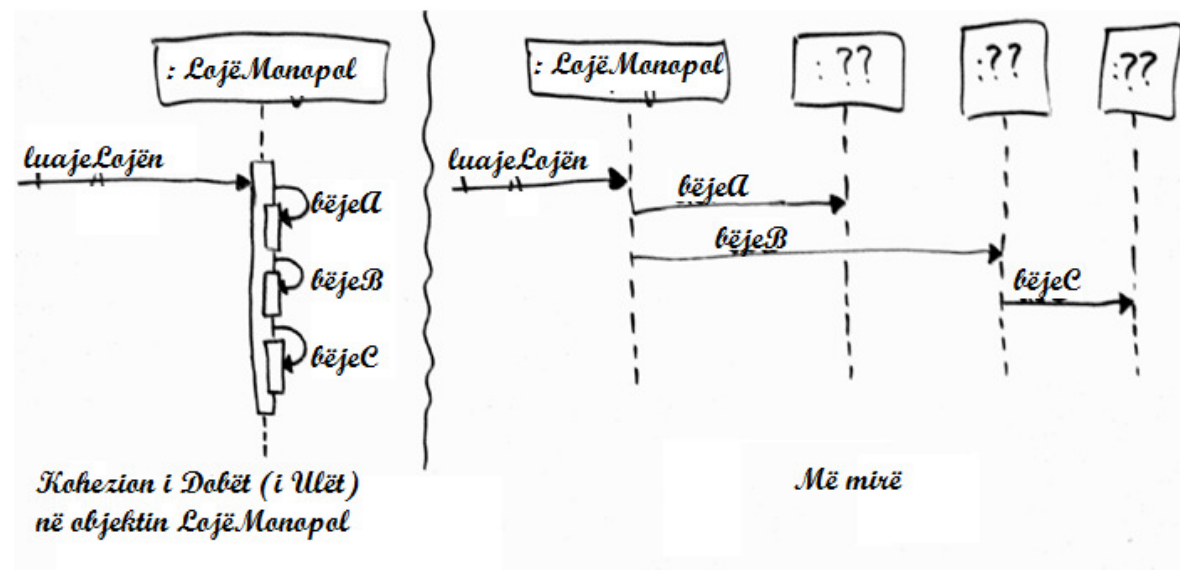 : LojëMonopol
luajeLojën
bëjeA
bëjeB
bëjeC
Kohezion i Dobët (i Ulët)
në objektin LojëMonopol
: LojëMonopol
: ??
:??
:??
luajeLojën
bëjeA
bëjeB
bëjeC
Më mirë